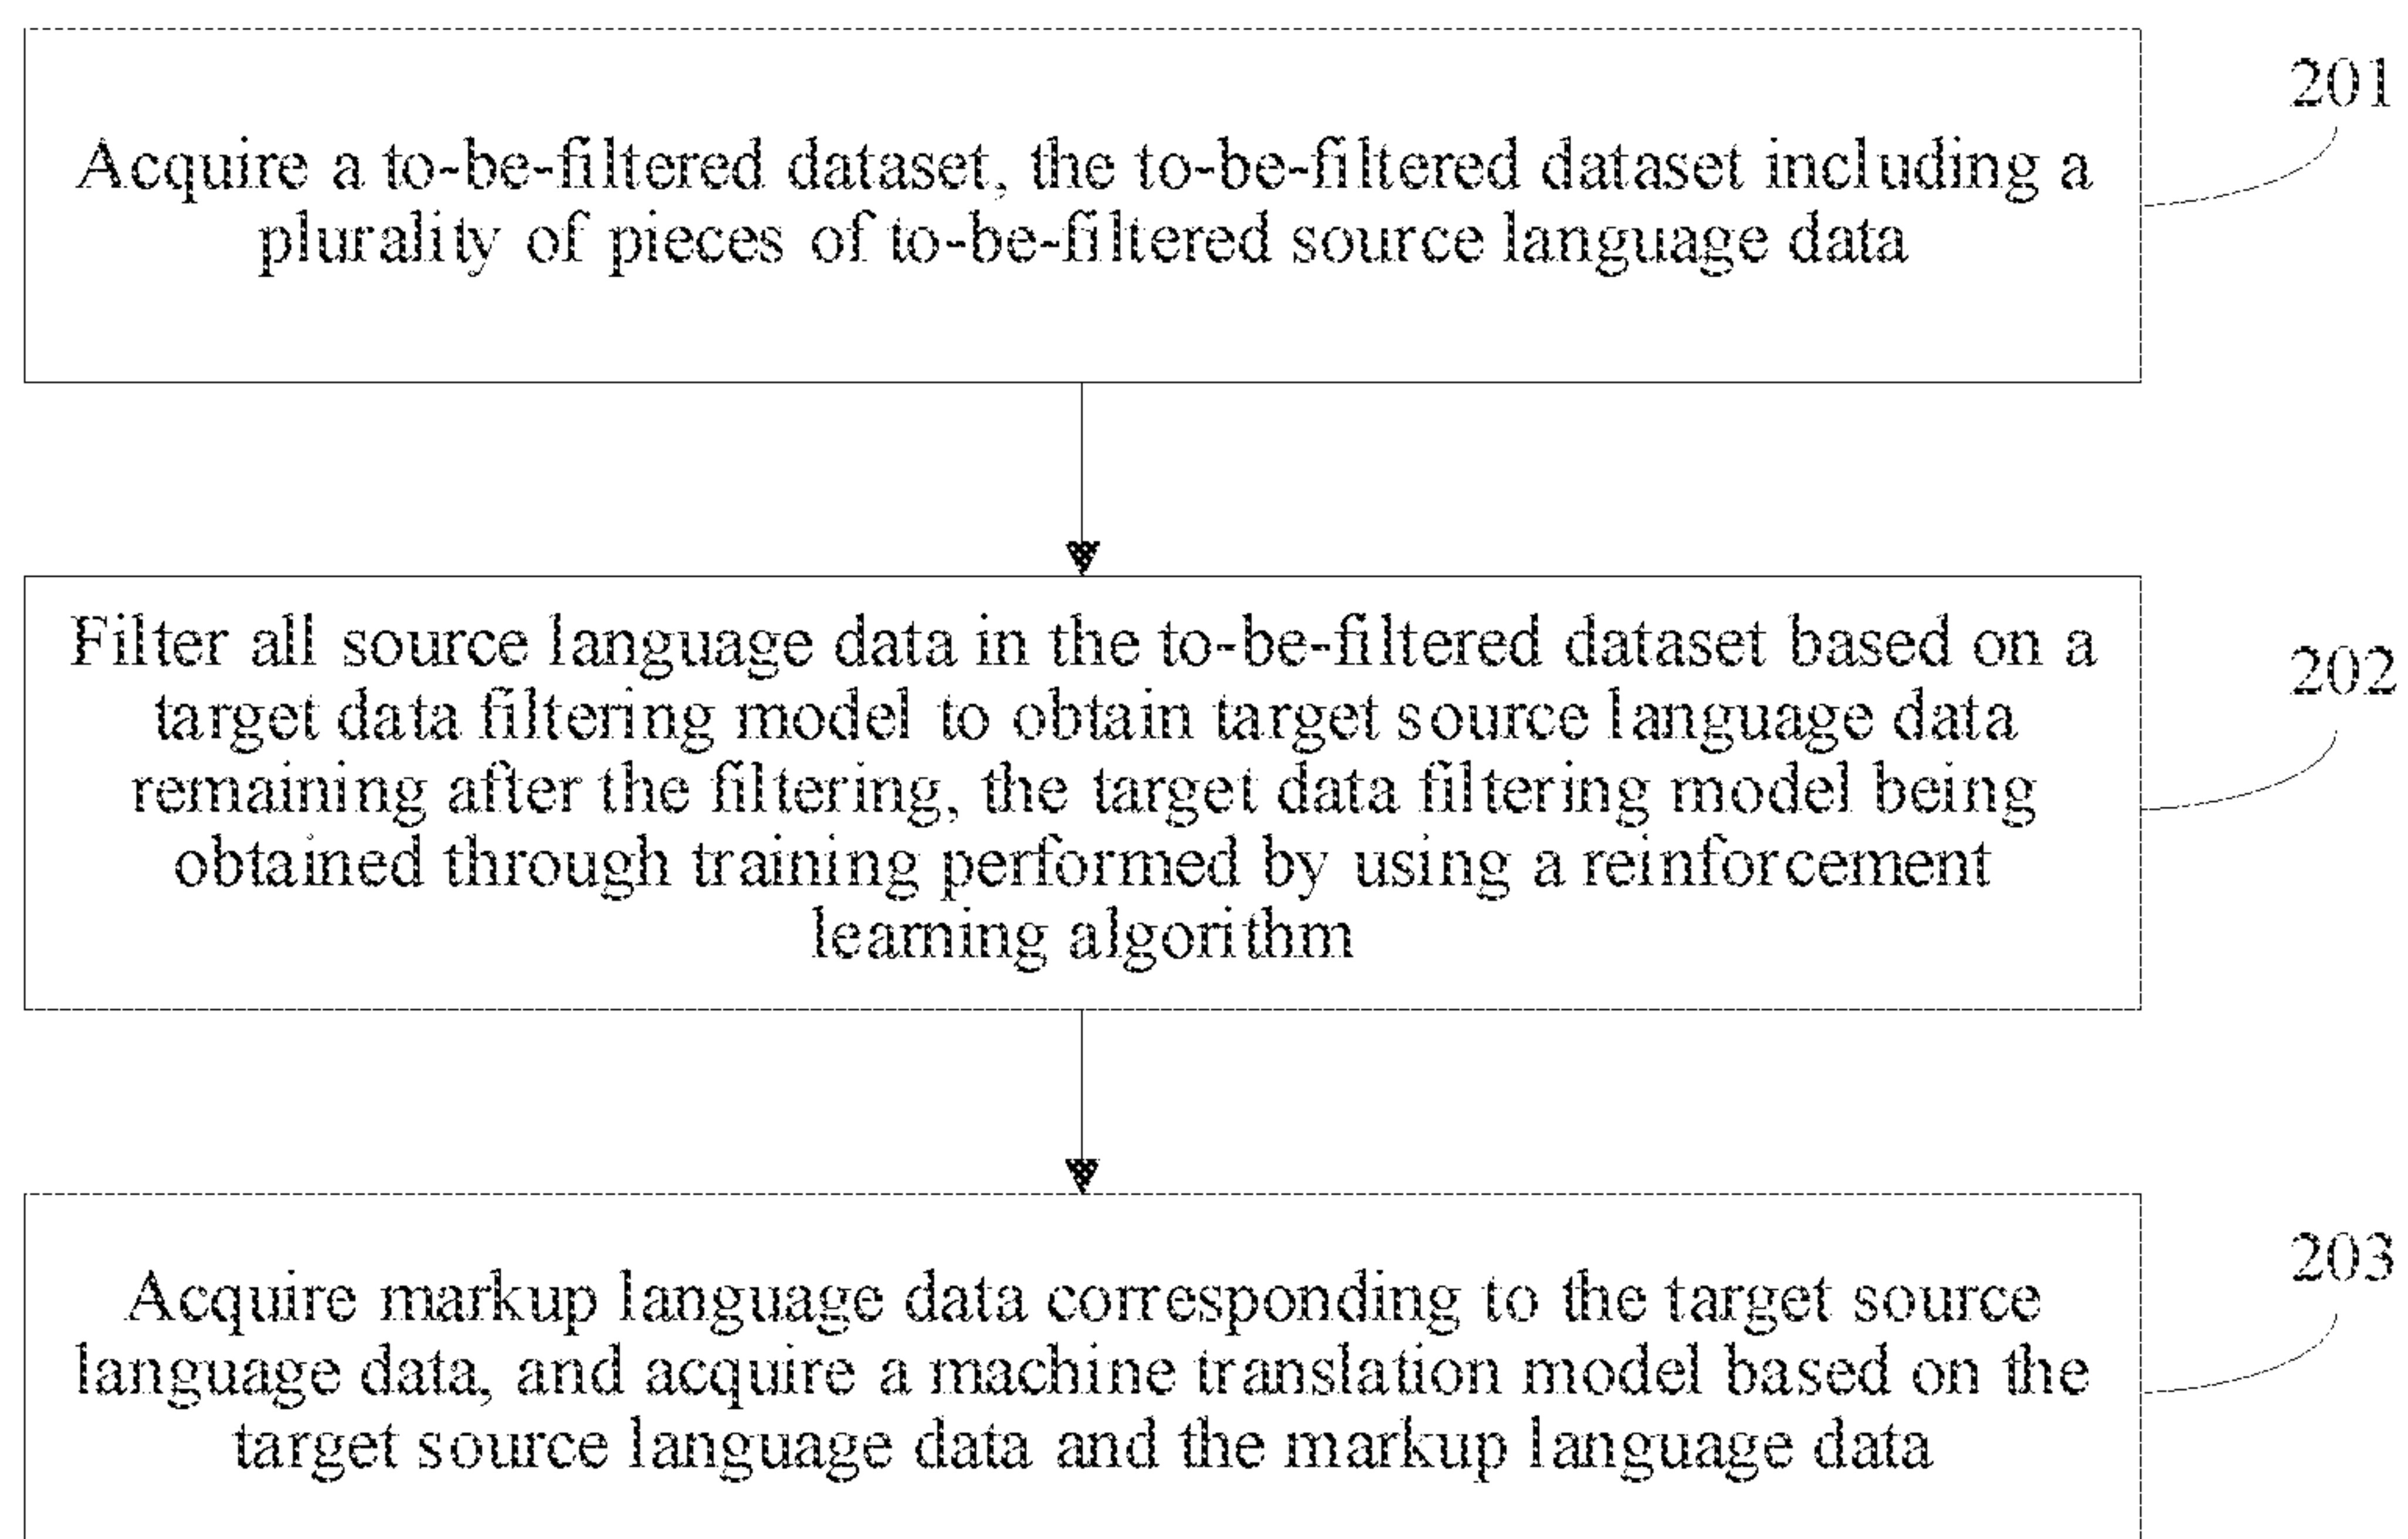 201
Acquire a to-be-filtered dataset, the to-be-filtered dataset including a
plurality of pieces of to-be-filtered source language data
Filter all source language data in the to-be-filtered dataset based on a
target data filtering model to obtain target source language data
remaining after the filtering, the target data filtering model being
obtained through training performed by using a reinforcement
learning algorithm
202
Acquire markup language data corresponding to the target source
language data, and acquire a machine translation model based on the
target source language data and the markup language data
203